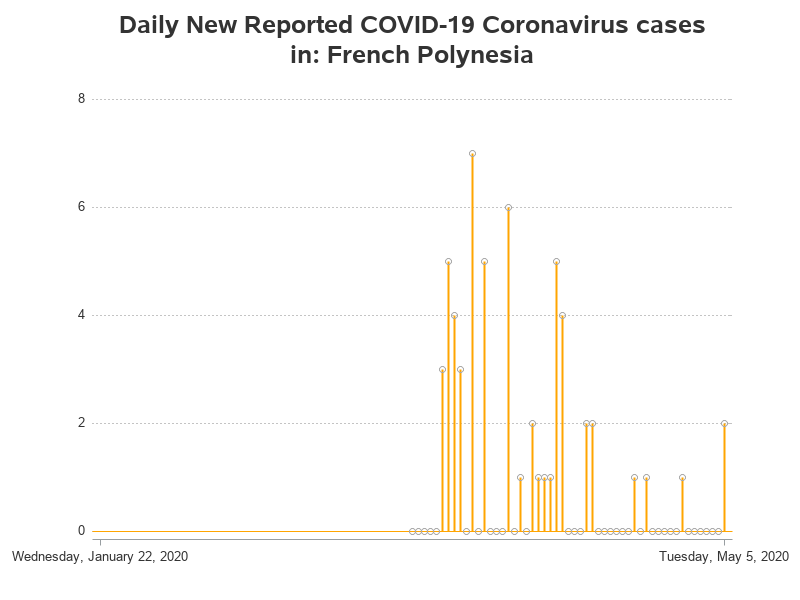 Daily New Reported COVID-19 Coronavirus cases
in: French Polynesia
8
6
4
2
0
Wednesday, January 22, 2020
Tuesday, May 5, 2020